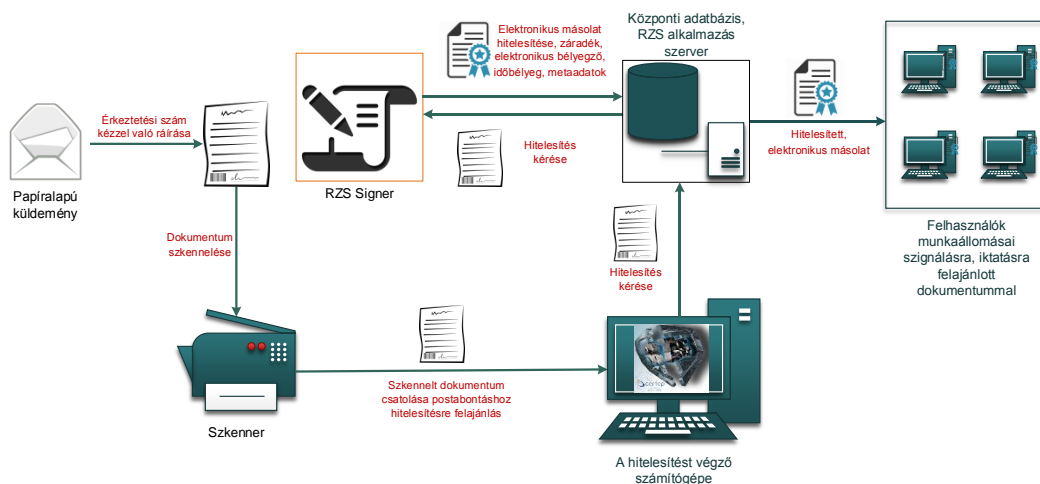 Elektronikus másolat
hitelesítése, záradék,
elektronikus bélyegző,
időbélyeg, metaadatok
Központi adatbázis,
RZS alkalmazás
szerver
Érkeztetési szám
kézzel való ráírása
Papíralapú
küldemény
RZS Signer
Hitelesítés
kérése
Hitelesített,
elektronikus másolat
Felhasználók
munkaállomásai
szignálásra, iktatásra
felajánlott
dokumentummal
Dokumentum
szkennelése
Hitelesítés
kérése
Szkennelt dokumentum
csatolása postabontáshoz
hitelesítésre felajánlás
Szkenner
A hitelesítést végző
számítógépe